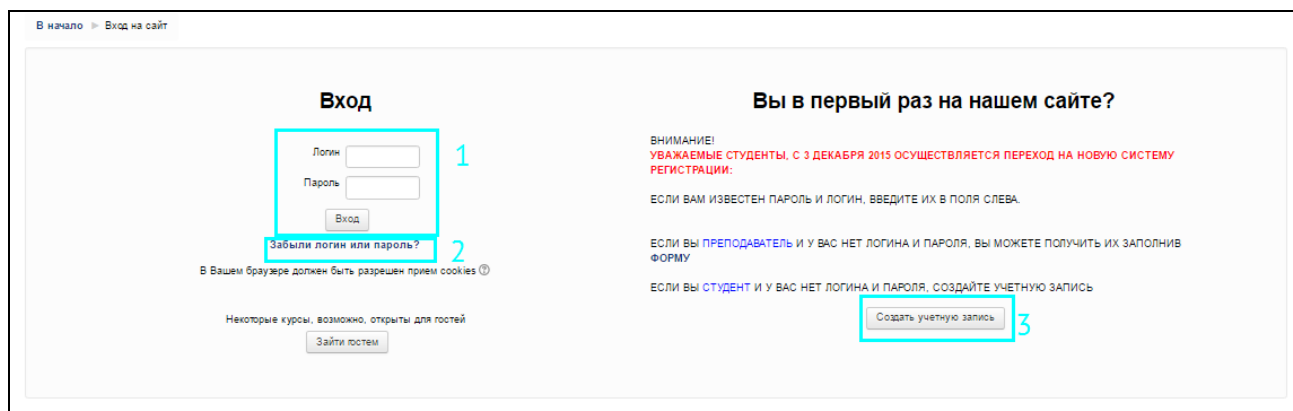 В начало ► Вход на сайт
Вход
Логин
1
Пароль
Вход
Забыли логин или пароль?
2
В Вашем браузере должен быть разрешен прием cookies ?
Некоторые курсы, возможно, открыты для гостей
Зайти гостем
Вы в первый раз на нашем сайте?
ВНИМАНИЕ!
УВАЖАЕМЫЕ СТУДЕНТЫ, С 3 ДЕКАБРЯ 2015 ОСУЩЕСТВЛЯЕТСЯ ПЕРЕХОД НА НОВУЮ СИСТЕМУ
РЕГИСТРАЦИИ:
ЕСЛИ ВАМ ИЗВЕСТЕН ПАРОЛЬ И ЛОГИН, ВВЕДИТЕ ИХ В ПОЛЯ СЛЕВА.
ЕСЛИ ВЫ ПРЕПОДАВАТЕЛЬ И У ВАС НЕТ ЛОГИНА И ПАРОЛЯ, ВЫ МОЖЕТЕ ПОЛУЧИТЬ ИХ ЗАПОЛНИВ
ФОРМУ
ЕСЛИ ВЫ СТУДЕНТ И У ВАС НЕТ ЛОГИНА И ПАРОЛЯ, СОЗДАЙТЕ УЧЕТНУЮ ЗАПИСЬ
Создать учетную запись
3